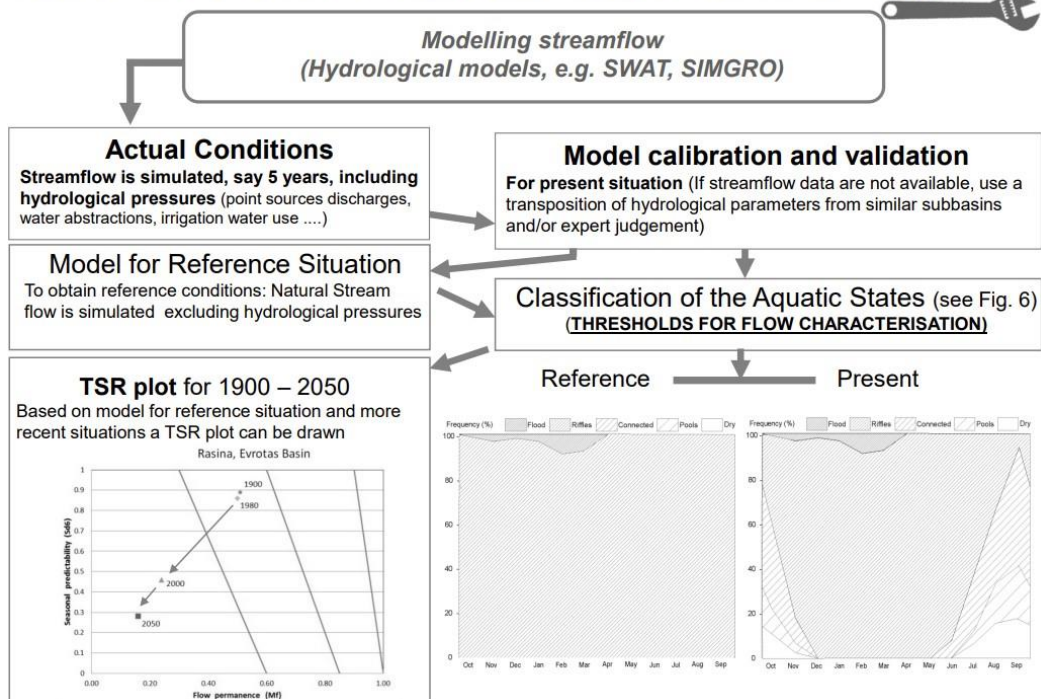 Modelling streamflow
(Hydrological models, e.g. SWAT, SIMGRO)
Actual Conditions
Streamflow is simulated, say 5 years, including
hydrological pressures (point sources discharges,
water abstractions, irrigation water use ....)
Model calibration and validation
For present situation (If streamflow data are not available, use a
transposition of hydrological parameters from similar subbasins
and/or expert judgement)
Model for Reference Situation
To obtain reference conditions: Natural Stream
flow is simulated excluding hydrological pressures
Classification of the Aquatic States (see Fig. 6)
(THRESHOLDS FOR FLOW CHARACTERISATION)
TSR plot for 1900 – 2050
Based on model for reference situation and more
recent situations a TSR plot can be drawn
Rasina, Evrotas Basin
Seasonal predictability (Sd6)
1
0.9
0.8
0.7
0.6
0.5
0.4
0.3
0.2
0.1
0
1900
1980
2000
2050
0.00 0.20 0.40 0.60 0.80 1.00
Flow permanence (Mf)
Reference Present
Frequency (%) Flood Riffles Connected Pools Dry
100
80
60
40
20
0
Oct Nov Dec Jan Feb Mar Apr May Jun Jul Aug Sep
Frequency (%) Flood Riffles Connected Pools Dry
100
80
60
40
20
0
Oct Nov Dec Jan Feb Mar Apr May Jun Jul Aug Sep